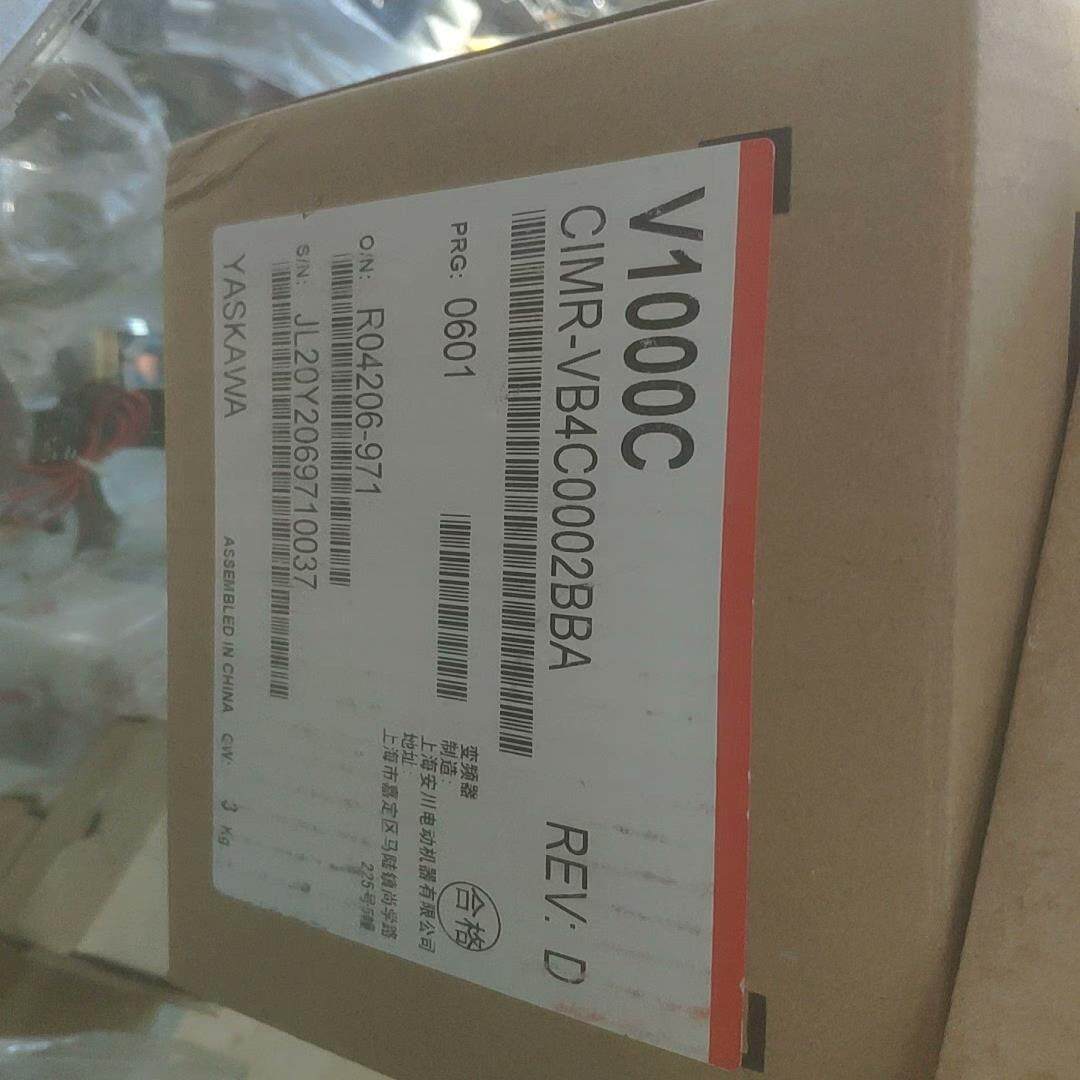 V1000C
CIMR-VB4C0002BBA REV: D
PRG: 0601
变频器
制造:
上海安川电动机器有限公司
地址:
上海市嘉定区马陆镇尚学路
225号5幢
合格
O/N: R04206-971
S/N: JL20Y2069710037
YASKAWA ASSEMBLED IN CHINA GW: 3 Kg